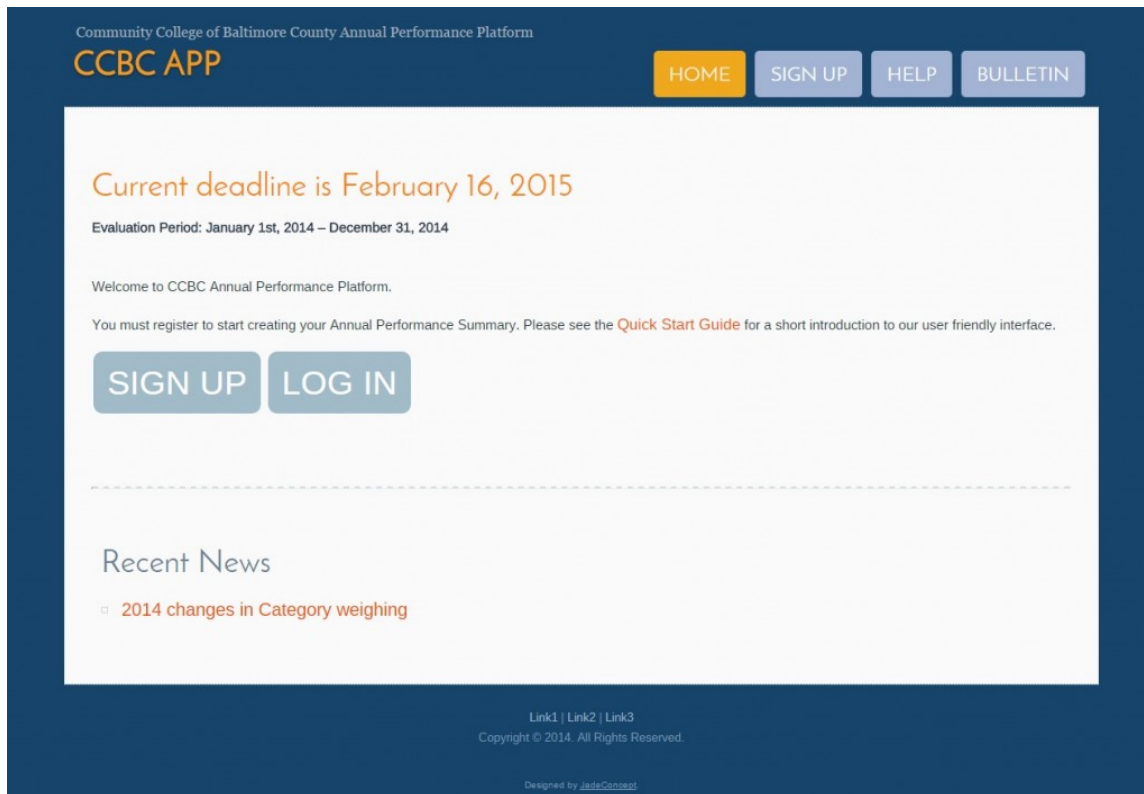 Community College of Baltimore County Annual Performance Platform
CCBC APP
HOME SIGN UP HELP BULLETIN
Current deadline is February 16, 2015
Evaluation Period: January 1st, 2014 – December 31, 2014
Welcome to CCBC Annual Performance Platform.
You must register to start creating your Annual Performance Summary. Please see the Quick Start Guide for a short introduction to our user friendly interface.
SIGN UP LOG IN
Recent News
2014 changes in Category weighing
Link1 | Link2 | Link3
Copyright © 2014. All Rights Reserved.
Designed by JadeConcept.